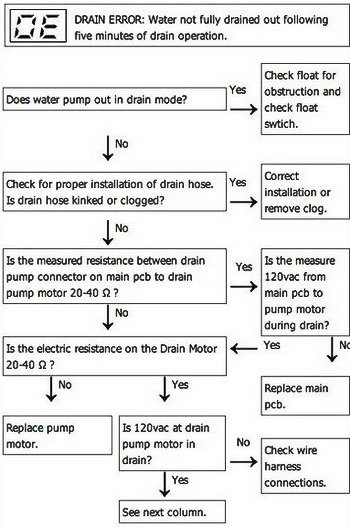 OE
DRAIN ERROR: Water not fully drained out following
five minutes of drain operation.
Does water pump out in drain mode?
Yes
Check float for
obstruction and
check float
swtich.
No
Check for proper installation of drain hose.
Is drain hose kinked or clogged?
Yes
Correct
installation or
remove clog.
No
Is the measured resistance between drain
pump connector on main pcb to drain
pump motor 20-40 Ω ?
Yes
Is the measure
120vac from
main pcb to
pump motor
during drain?
No
Yes
No
Is the electric resistance on the Drain Motor
20-40 Ω ?
Replace main
pcb.
No
Yes
Replace pump
motor.
Is 120vac at drain
pump motor in
drain?
No
Check wire
harness
connections.
Yes
See next column.